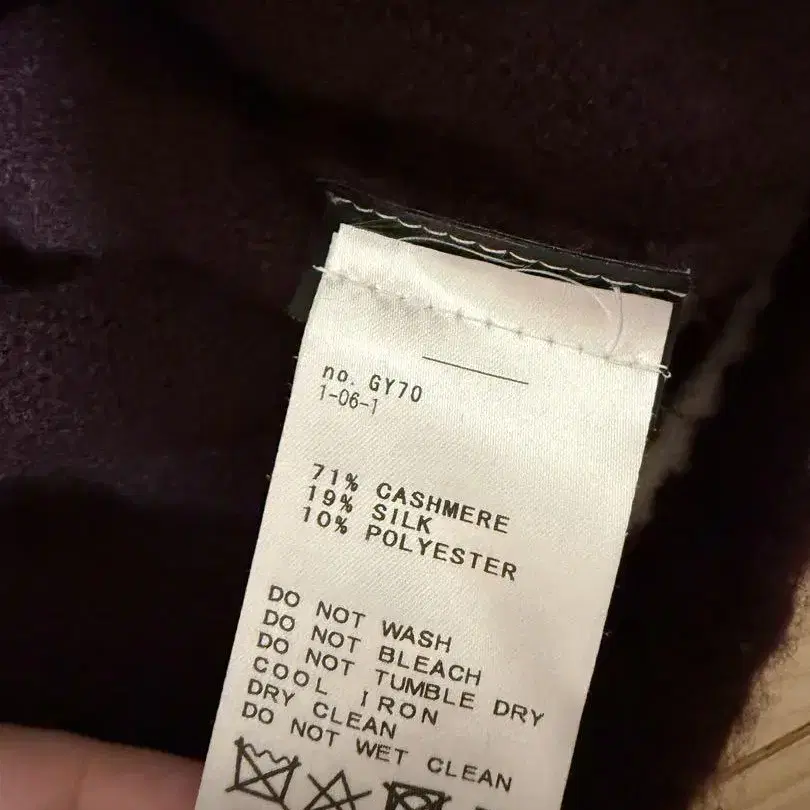 no. GY70
1-06-1
71% CASHMERE
19% SILK
10% POLYESTER
DO NOT WASH
DO NOT BLEACH
DO NOT TUMBLE DRY
COOL IRON
DRY CLEAN
DO NOT WET CLEAN